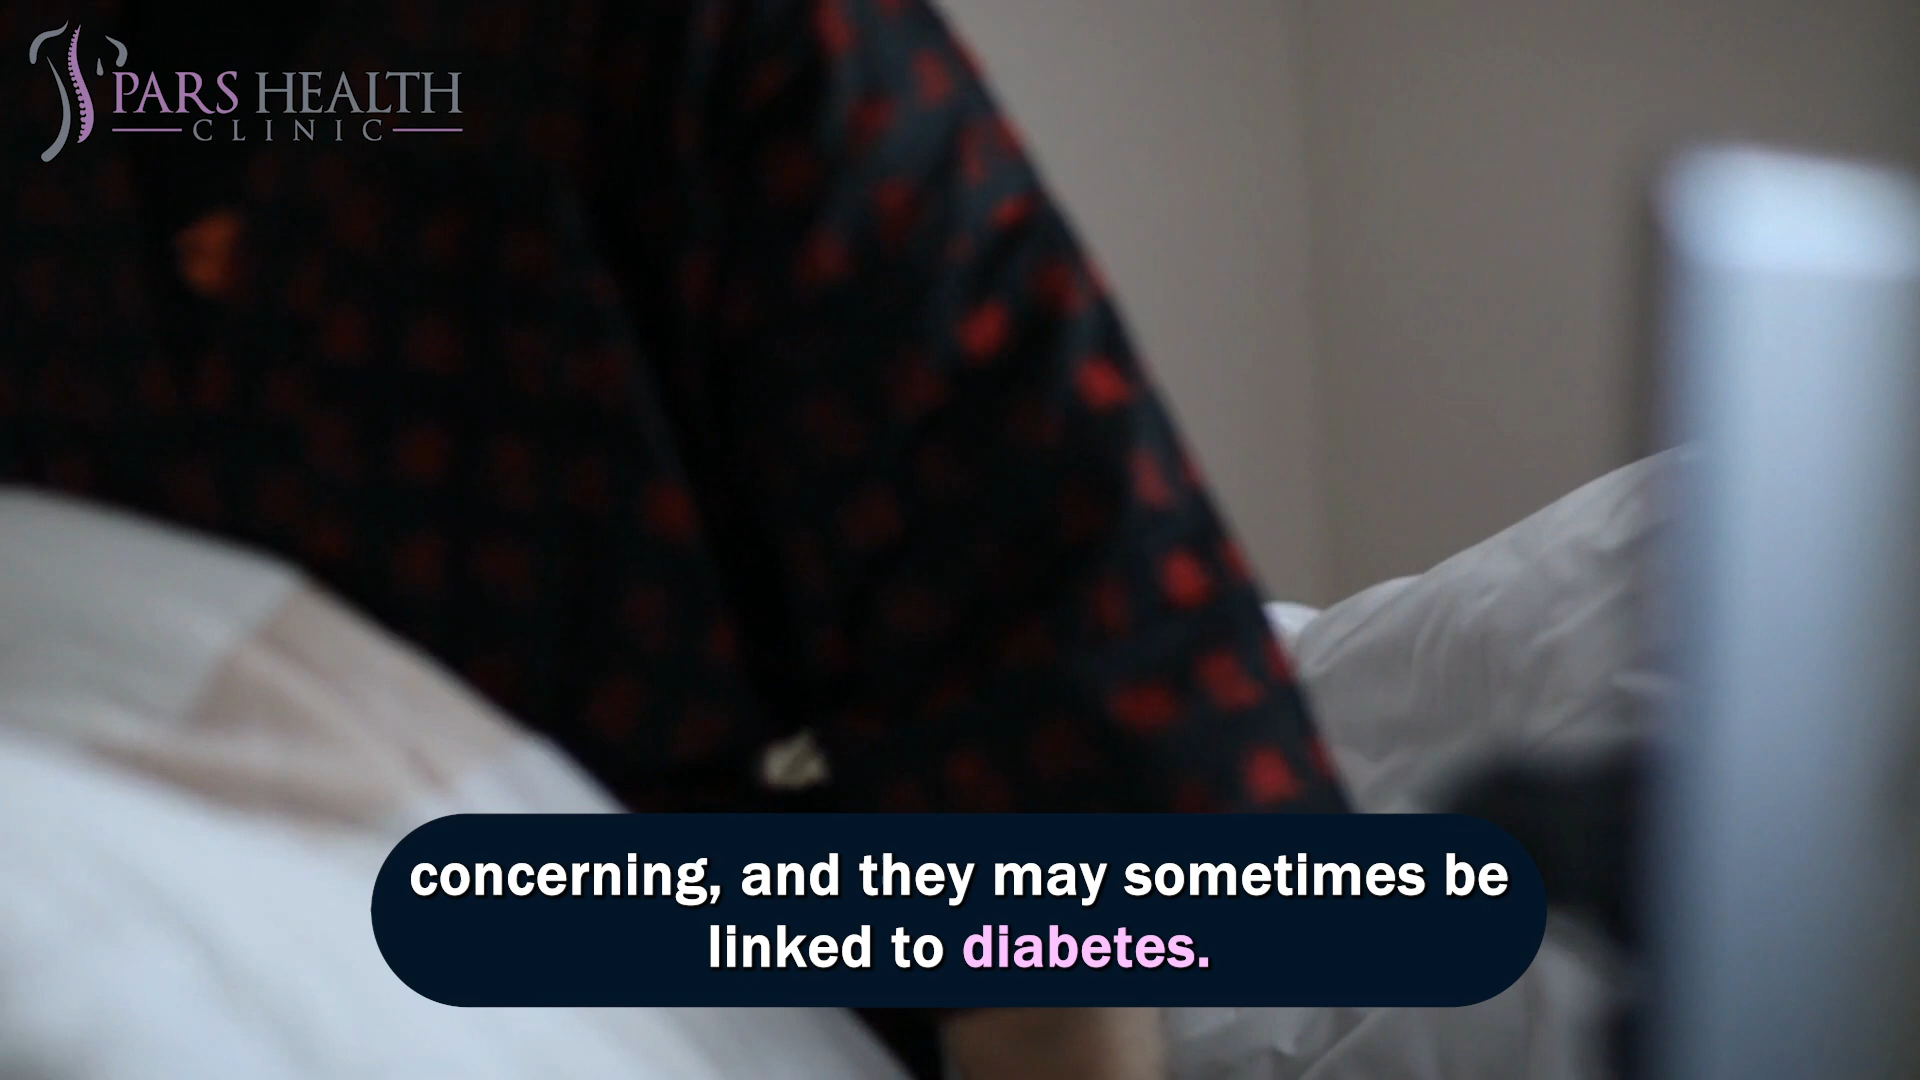 PARS HEALTH
CLINIC
concerning, and they may sometimes be
linked to diabetes.